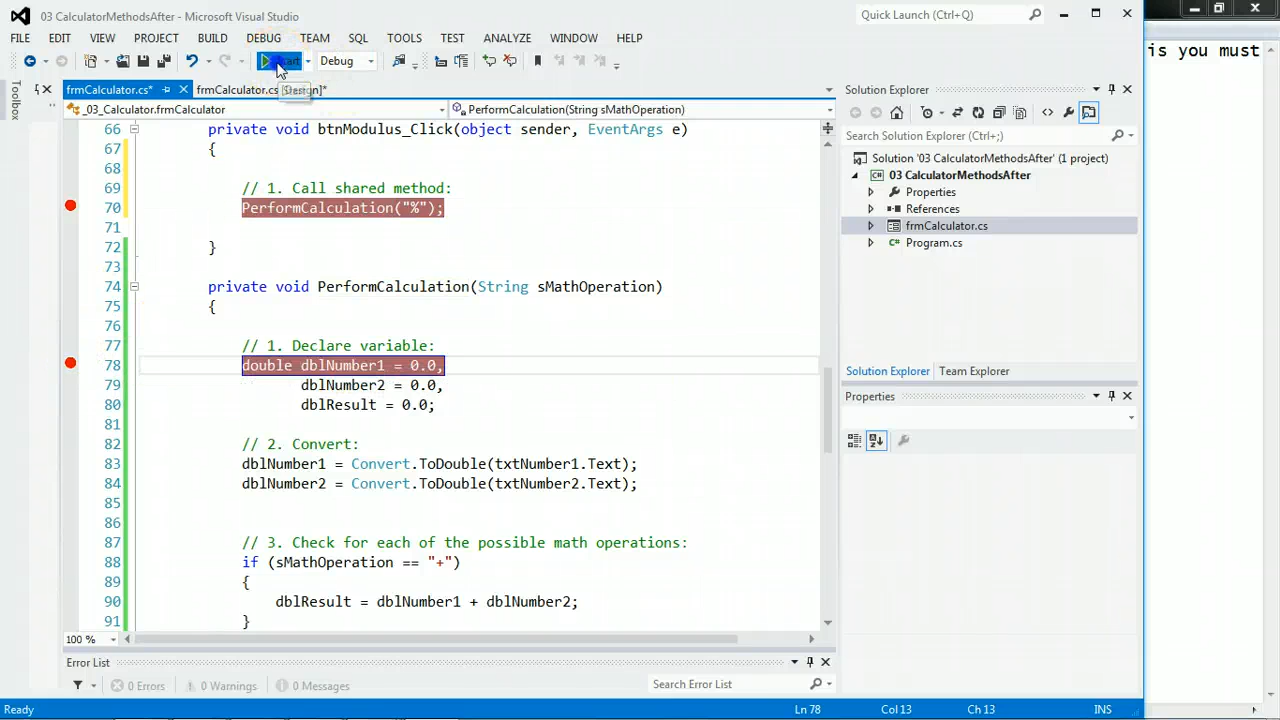 03 CalculatorMethodsAfter - Microsoft Visual Studio
Quick Launch (Ctrl+Q)
FILE EDIT VIEW PROJECT BUILD DEBUG TEAM SQL TOOLS TEST ANALYZE WINDOW HELP
is you must
Debug
Toolbox
frmCalculator.cs* frmCalculator.cs [Design]*
_03_Calculator.frmCalculator PerformCalculation(String sMathOperation)
66 private void btnModulus_Click(object sender, EventArgs e)
67 {
68
69 // 1. Call shared method:
70 PerformCalculation("%");
71
72 }
73
74 private void PerformCalculation(String sMathOperation)
75 {
76
77 // 1. Declare variable:
78 double dblNumber1 = 0.0,
79 dblNumber2 = 0.0,
80 dblResult = 0.0;
81
82 // 2. Convert:
83 dblNumber1 = Convert.ToDouble(txtNumber1.Text);
84 dblNumber2 = Convert.ToDouble(txtNumber2.Text);
85
86
87 // 3. Check for each of the possible math operations:
88 if (sMathOperation == "+")
89 {
90 dblResult = dblNumber1 + dblNumber2;
91 }
100 %
Error List
0 Errors 0 Warnings 0 Messages
Search Error List
Solution Explorer
Search Solution Explorer (Ctrl+;)
Solution '03 CalculatorMethodsAfter' (1 project)
03 CalculatorMethodsAfter
Properties
References
frmCalculator.cs
Program.cs
Solution Explorer Team Explorer
Properties
Ready Ln 78 Col 13 Ch 13 INS